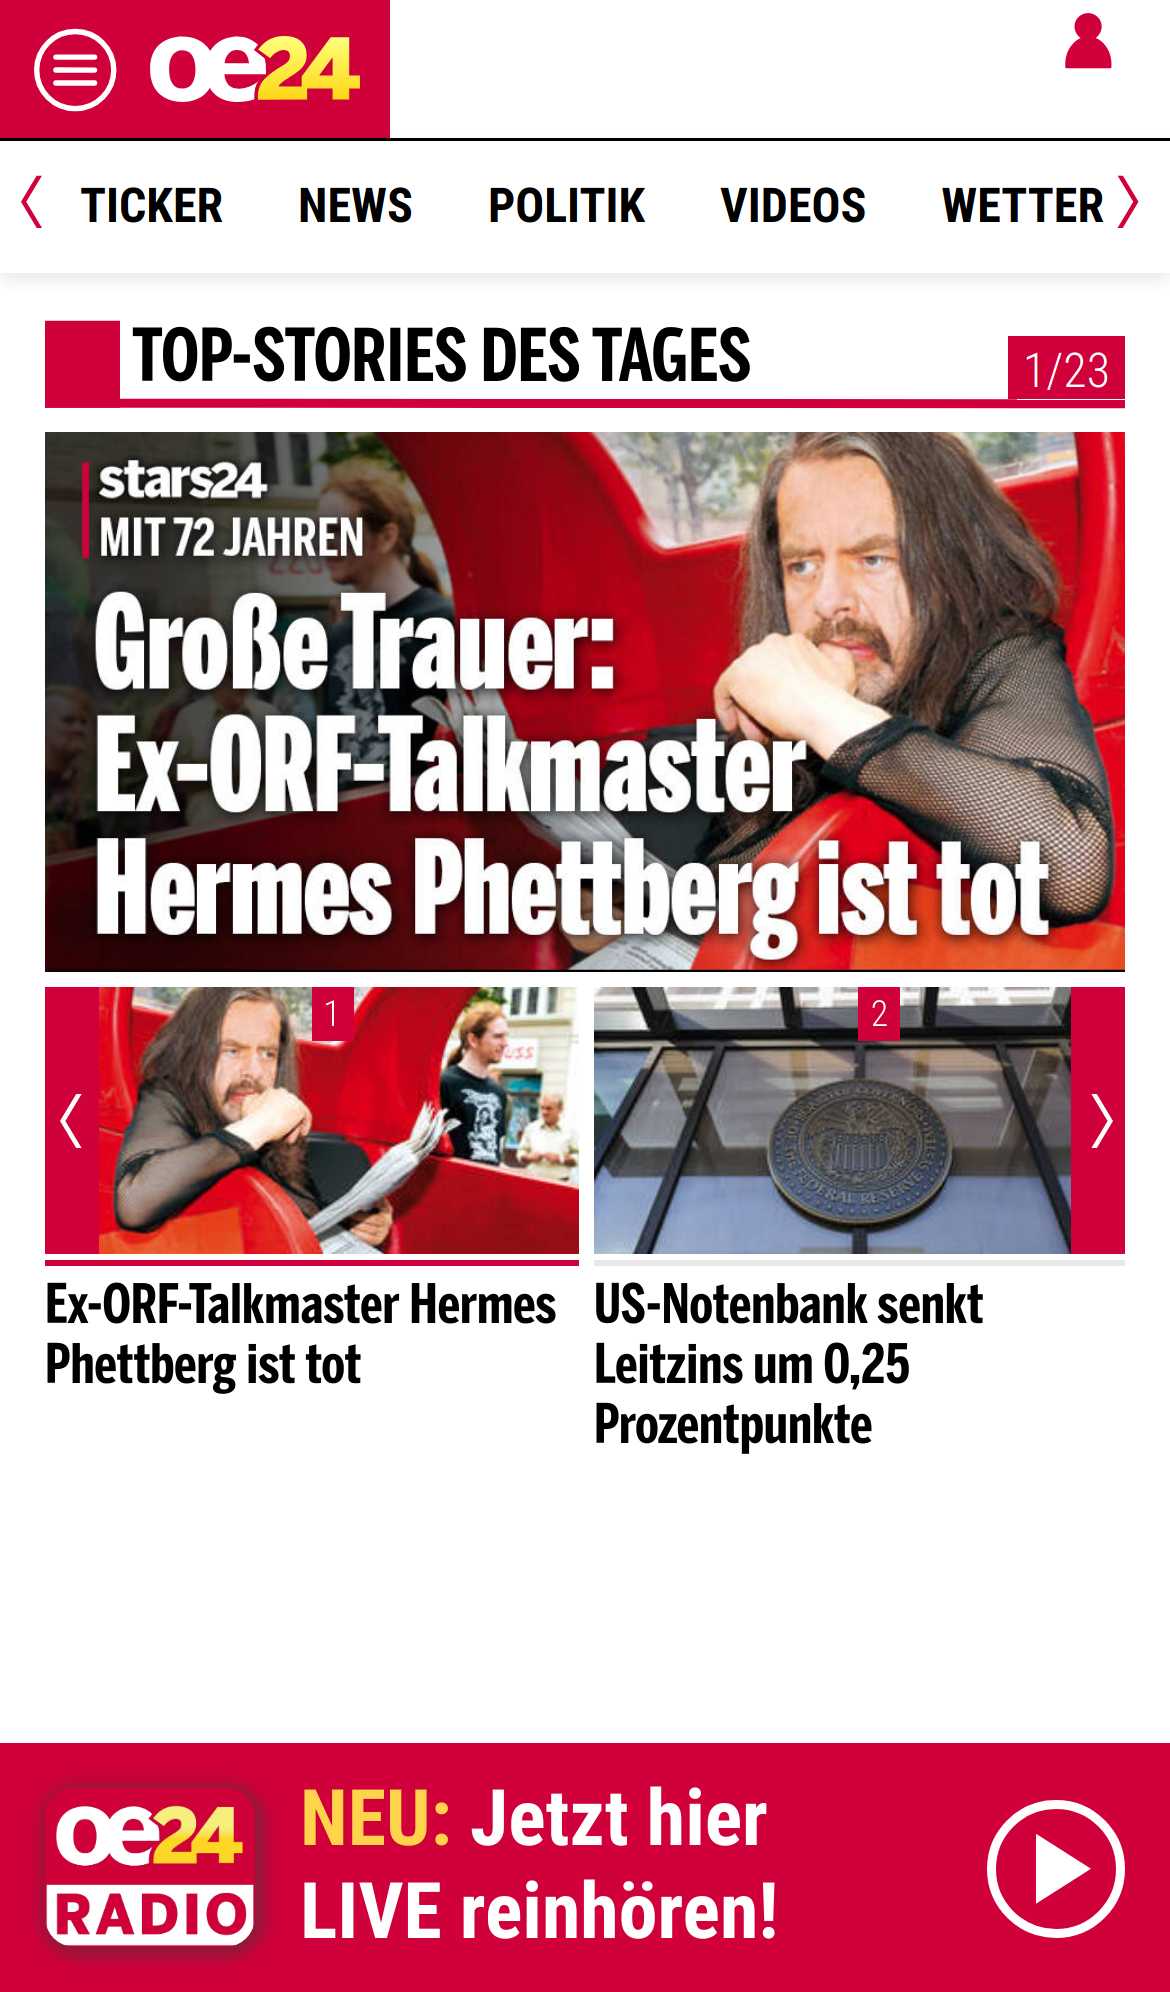 oe24
TICKER NEWS POLITIK VIDEOS WETTER
TOP-STORIES DES TAGES
1/23
stars24
MIT 72 JAHREN
Große Trauer:
Ex-ORF-Talkmaster
Hermes Phettberg ist tot
1
2
Ex-ORF-Talkmaster Hermes
Phettberg ist tot
US-Notenbank senkt
Leitzins um 0,25
Prozentpunkte
oe24
RADIO
NEU: Jetzt hier
LIVE reinhören!